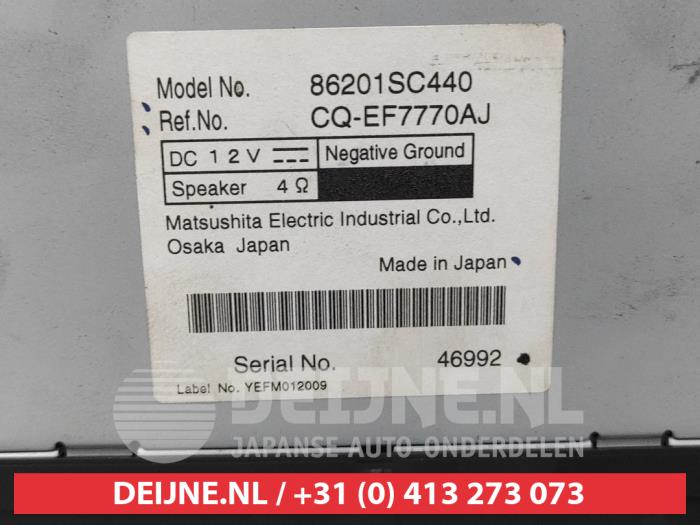 Model No. 86201SC440
Ref.No. CQ-EF7770AJ
DC 12V Negative Ground
Speaker 4Ω
Matsushita Electric Industrial Co.,Ltd.
Osaka Japan
Made in Japan
Serial No. 46992
Label No. YEFM012009
DEIJNE.NL
JAPANSE AUTO ONDERDELEN
DEIJNE.NL / +31 (0) 413 273 073